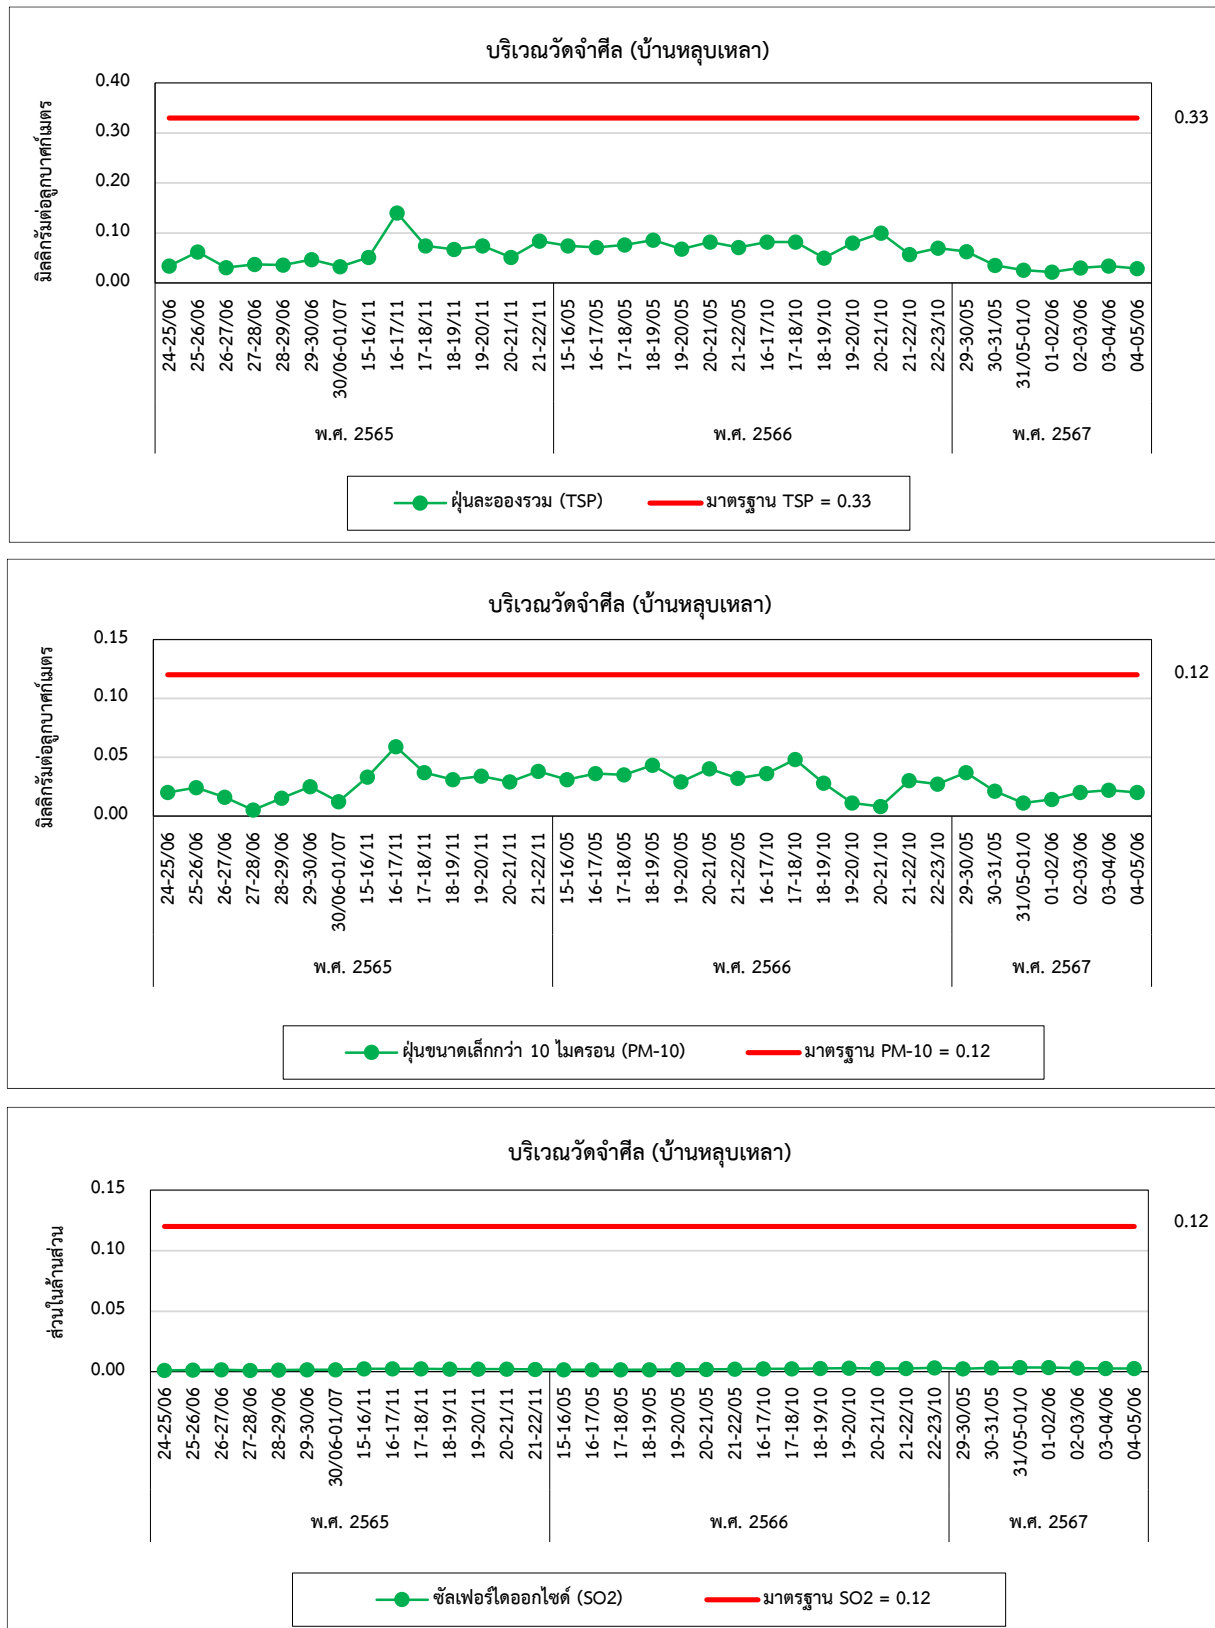 บริเวณวัดจำศีล (บ้านหลุบเหลา)
มิลลิกรัมต่อลูกบาศก์เมตร
0.40
0.30
0.20
0.10
0.00
0.33
24-25/06 25-26/06 26-27/06 27-28/06 28-29/06 29-30/06 30/06-01/07 15-16/11 16-17/11 17-18/11 18-19/11 19-20/11 20-21/11 21-22/11 15-16/05 16-17/05 17-18/05 18-19/05 19-20/05 20-21/05 21-22/05 16-17/10 17-18/10 18-19/10 19-20/10 20-21/10 21-22/10 22-23/10 29-30/05 30-31/05 31/05-01/0 01-02/06 02-03/06 03-04/06 04-05/06
พ.ศ. 2565 พ.ศ. 2566 พ.ศ. 2567
ฝุ่นละอองรวม (TSP) มาตรฐาน TSP = 0.33
บริเวณวัดจำศีล (บ้านหลุบเหลา)
มิลลิกรัมต่อลูกบาศก์เมตร
0.15
0.10
0.05
0.00
0.12
24-25/06 25-26/06 26-27/06 27-28/06 28-29/06 29-30/06 30/06-01/07 15-16/11 16-17/11 17-18/11 18-19/11 19-20/11 20-21/11 21-22/11 15-16/05 16-17/05 17-18/05 18-19/05 19-20/05 20-21/05 21-22/05 16-17/10 17-18/10 18-19/10 19-20/10 20-21/10 21-22/10 22-23/10 29-30/05 30-31/05 31/05-01/0 01-02/06 02-03/06 03-04/06 04-05/06
พ.ศ. 2565 พ.ศ. 2566 พ.ศ. 2567
ฝุ่นขนาดเล็กกว่า 10 ไมครอน (PM-10) มาตรฐาน PM-10 = 0.12
บริเวณวัดจำศีล (บ้านหลุบเหลา)
ส่วนในล้านส่วน
0.15
0.10
0.05
0.00
0.12
24-25/06 25-26/06 26-27/06 27-28/06 28-29/06 29-30/06 30/06-01/07 15-16/11 16-17/11 17-18/11 18-19/11 19-20/11 20-21/11 21-22/11 15-16/05 16-17/05 17-18/05 18-19/05 19-20/05 20-21/05 21-22/05 16-17/10 17-18/10 18-19/10 19-20/10 20-21/10 21-22/10 22-23/10 29-30/05 30-31/05 31/05-01/0 01-02/06 02-03/06 03-04/06 04-05/06
พ.ศ. 2565 พ.ศ. 2566 พ.ศ. 2567
ซัลเฟอร์ไดออกไซด์ (SO2) มาตรฐาน SO2 = 0.12